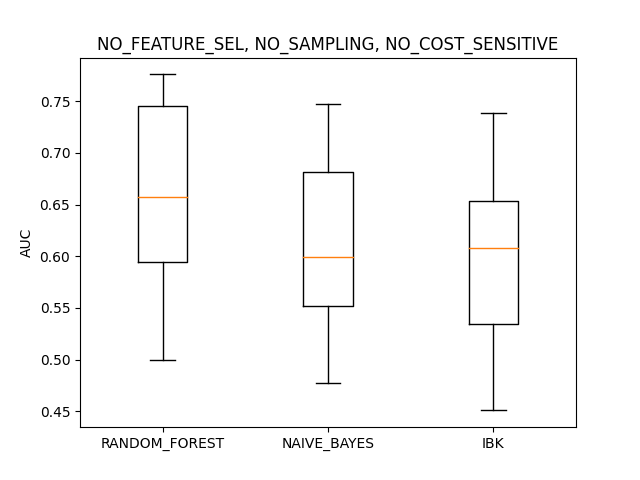 NO_FEATURE_SEL, NO_SAMPLING, NO_COST_SENSITIVE
0.75
0.70
0.65
0.60
0.55
0.50
0.45
AUC
RANDOM_FOREST NAIVE_BAYES IBK